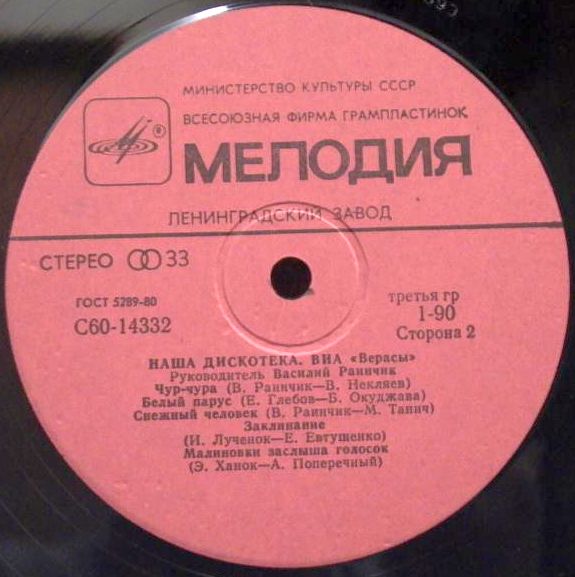 МИНИСТЕРСТВО КУЛЬТУРЫ СССР
ВСЕСОЮЗНАЯ ФИРМА ГРАМПЛАСТИНОК
МЕЛОДИЯ
ЛЕНИНГРАДСКИЙ ЗАВОД
СТЕРЕО 33
ГОСТ 5289-80
С60-14332
третья гр
1-90
Сторона 2
НАША ДИСКОТЕКА. ВИА «Верасы»
Руководитель Василий Раинчик
Чур-чура (В. Раинчик—В. Некляев)
Белый парус (Е. Глебов—Б. Окуджава)
Снежный человек (В. Раинчик—М. Танич)
Заклинание
(И. Лученок—Е. Евтушенко)
Малиновки заслыша голосок
(Э. Ханок—А. Поперечный)